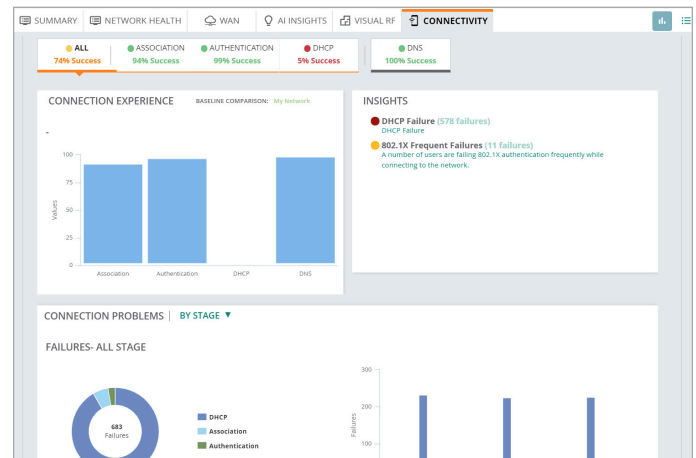 SUMMARY NETWORK HEALTH WAN AI INSIGHTS VISUAL RF CONNECTIVITY
ALL ASSOCIATION AUTHENTICATION DHCP DNS
74% Success 94% Success 99% Success 5% Success 100% Success
CONNECTION EXPERIENCE BASELINE COMPARISON: My Network
-
100
75
50
25
0
Values
Association Authentication DHCP DNS
INSIGHTS
DHCP Failure (578 failures)
DHCP Failure
802.1X Frequent Failures (11 failures)
A number of users are failing 802.1X authentication frequently while
connecting to the network.
CONNECTION PROBLEMS | BY STAGE ▼
FAILURES- ALL STAGE
683
Failures
DHCP
Association
Authentication
300
200
100
Failures